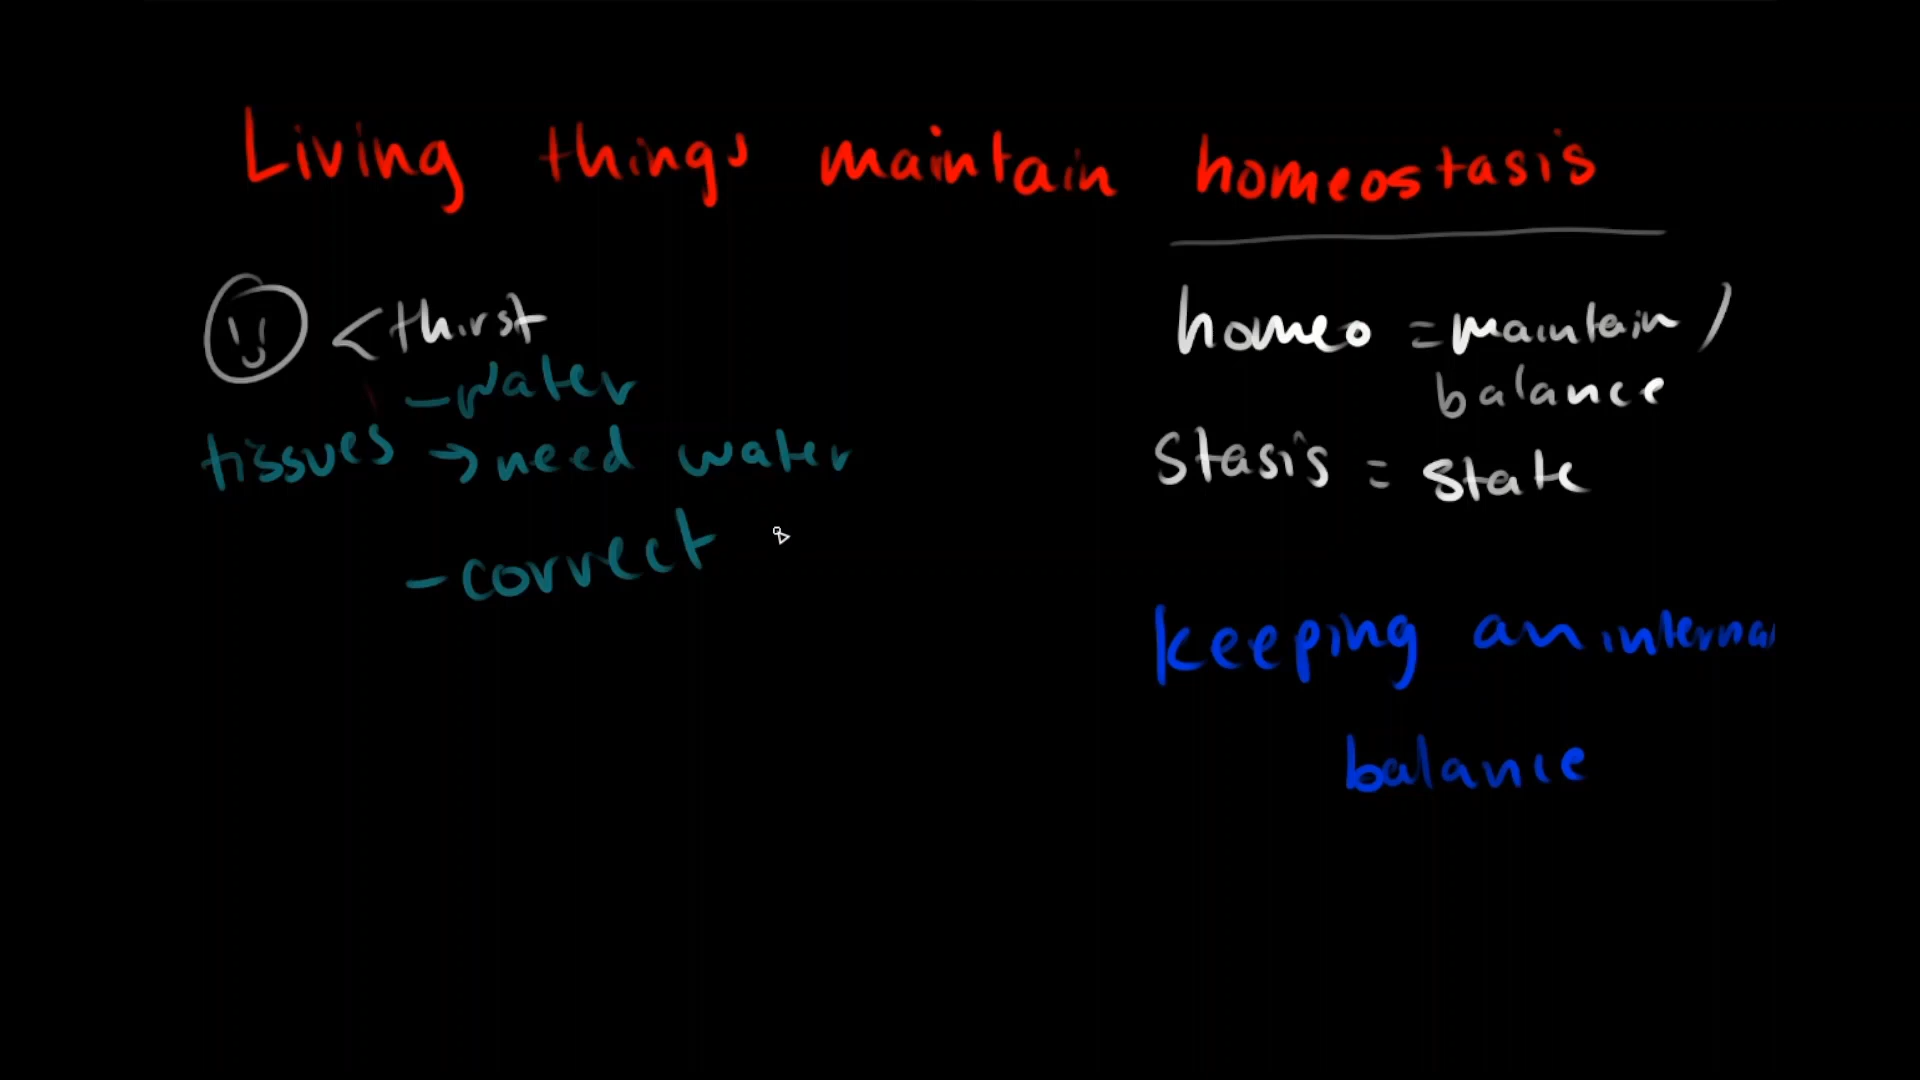 Living things maintain homeostasis
< thirst
- water
tissues → need water
- correct
homeo = maintain /
balance
stasis = state
keeping an internal
balance